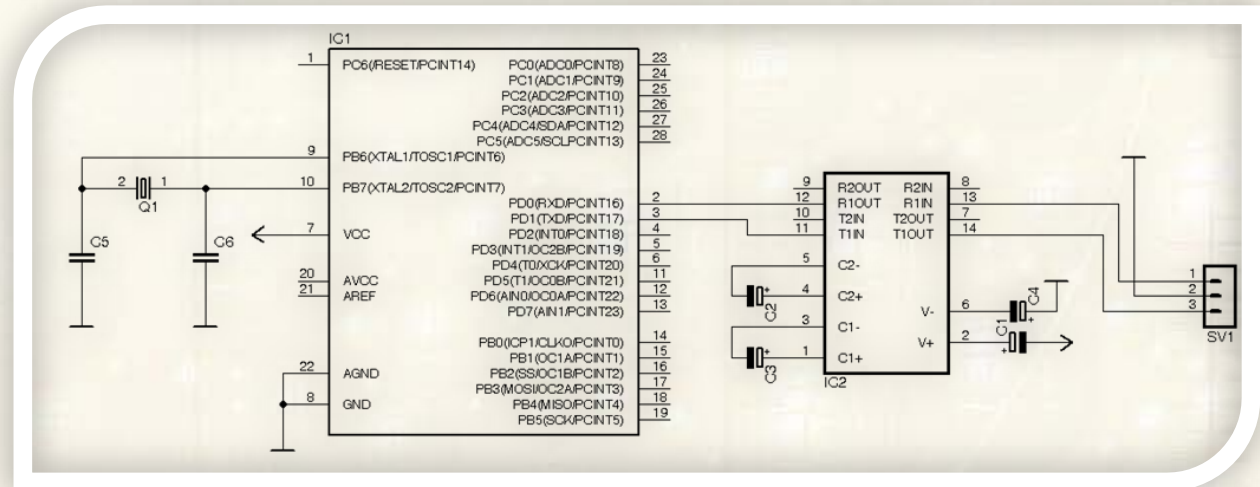 IC1
1 PC6(/RESET/PCINT14)
PC0(ADC0/PCINT8) 23
PC1(ADC1/PCINT9) 24
PC2(ADC2/PCINT10) 25
PC3(ADC3/PCINT11) 26
PC4(ADC4/SDA/PCINT12) 27
PC5(ADC5/SCLPCINT13) 28
9 PB6(XTAL1/TOSC1/PCINT6)
10 PB7(XTAL2/TOSC2/PCINT7)
2 1
Q1
C5
C6
PD0(RXD/PCINT16) 2
PD1(TXD/PCINT17) 3
7 VCC
PD2(INT0/PCINT18) 4
PD3(INT1/OC2B/PCINT19) 5
PD4(T0/XCK/PCINT20) 6
20 AVCC
PD5(T1/OC0B/PCINT21) 11
21 AREF
PD6(AIN0/OC0A/PCINT22) 12
PD7(AIN1/PCINT23) 13
PB0(ICP1/CLKO/PCINT0) 14
PB1(OC1A/PCINT1) 15
22 AGND
PB2(SS/OC1B/PCINT2) 16
PB3(MOSI/OC2A/PCINT3) 17
8 GND
PB4(MISO/PCINT4) 18
PB5(SCK/PCINT5) 19
9 R2OUT R2IN 8
12 R1OUT R1IN 13
10 T2IN T2OUT 7
11 T1IN T1OUT 14
5 C2-
4 C2+
C2
+
3 C1-
1 C1+
C3
+
V- 6
C4
+
V+ 2
C1
+
IC2
1
2
3
SV1